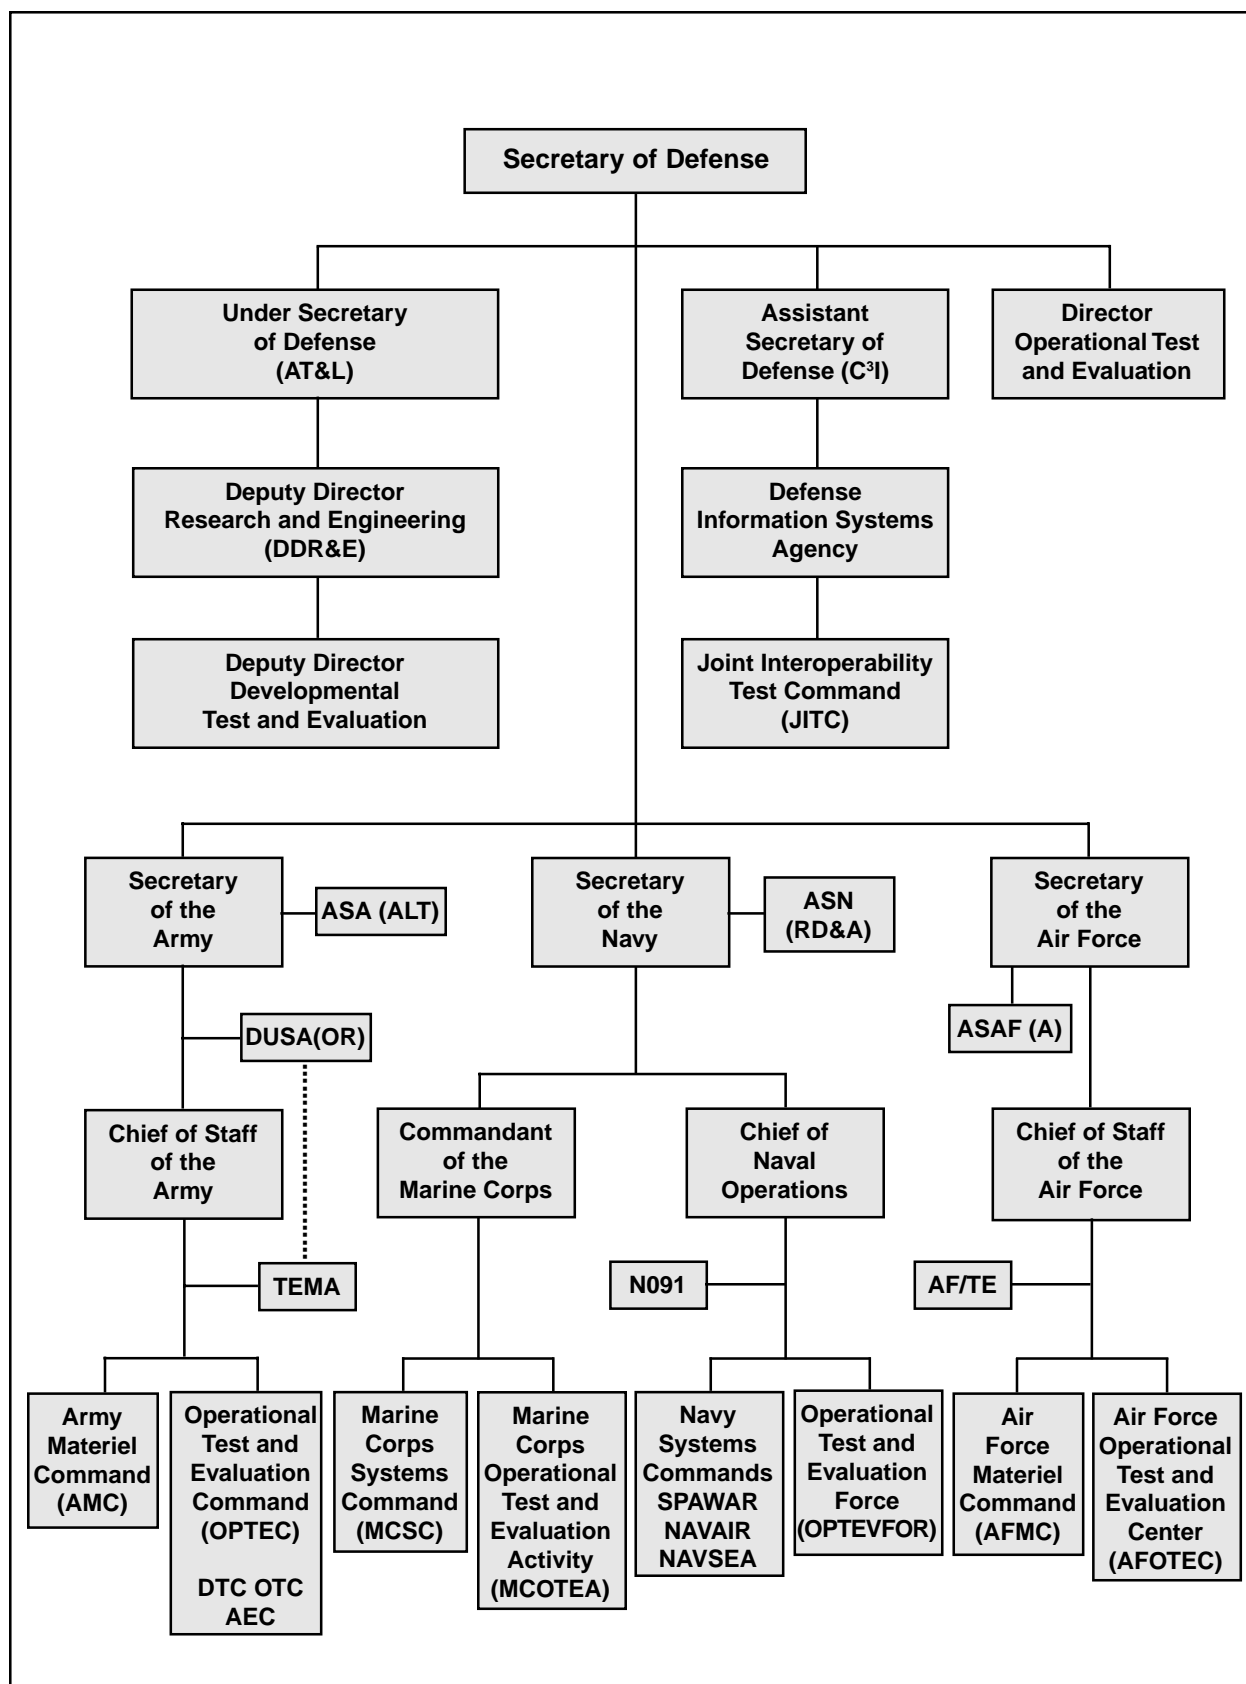 Secretary of Defense
Under Secretary
of Defense
(AT&L)
Assistant
Secretary of
Defense (C³I)
Director
Operational Test
and Evaluation
Deputy Director
Research and Engineering
(DDR&E)
Defense
Information Systems
Agency
Deputy Director
Developmental
Test and Evaluation
Joint Interoperability
Test Command
(JITC)
Secretary
of the
Army
ASA (ALT)
Secretary
of the
Navy
ASN
(RD&A)
Secretary
of the
Air Force
DUSA(OR)
ASAF (A)
Chief of Staff
of the
Army
Commandant
of the
Marine Corps
Chief of
Naval
Operations
Chief of Staff
of the
Air Force
TEMA
N091
AF/TE
Army
Materiel
Command
(AMC)
Operational
Test and
Evaluation
Command
(OPTEC)
DTC OTC
AEC
Marine
Corps
Systems
Command
(MCSC)
Marine
Corps
Operational
Test and
Evaluation
Activity
(MCOTEA)
Navy
Systems
Commands
SPAWAR
NAVAIR
NAVSEA
Operational
Test and
Evaluation
Force
(OPTEVFOR)
Air
Force
Materiel
Command
(AFMC)
Air Force
Operational
Test and
Evaluation
Center
(AFOTEC)